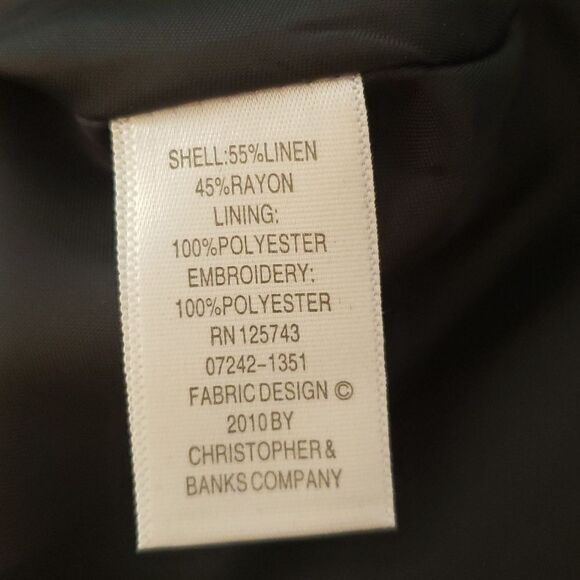 SHELL:55%LINEN
45%RAYON
LINING:
100%POLYESTER
EMBROIDERY:
100%POLYESTER
RN 125743
07242-1351
FABRIC DESIGN ©
2010 BY
CHRISTOPHER &
BANKS COMPANY